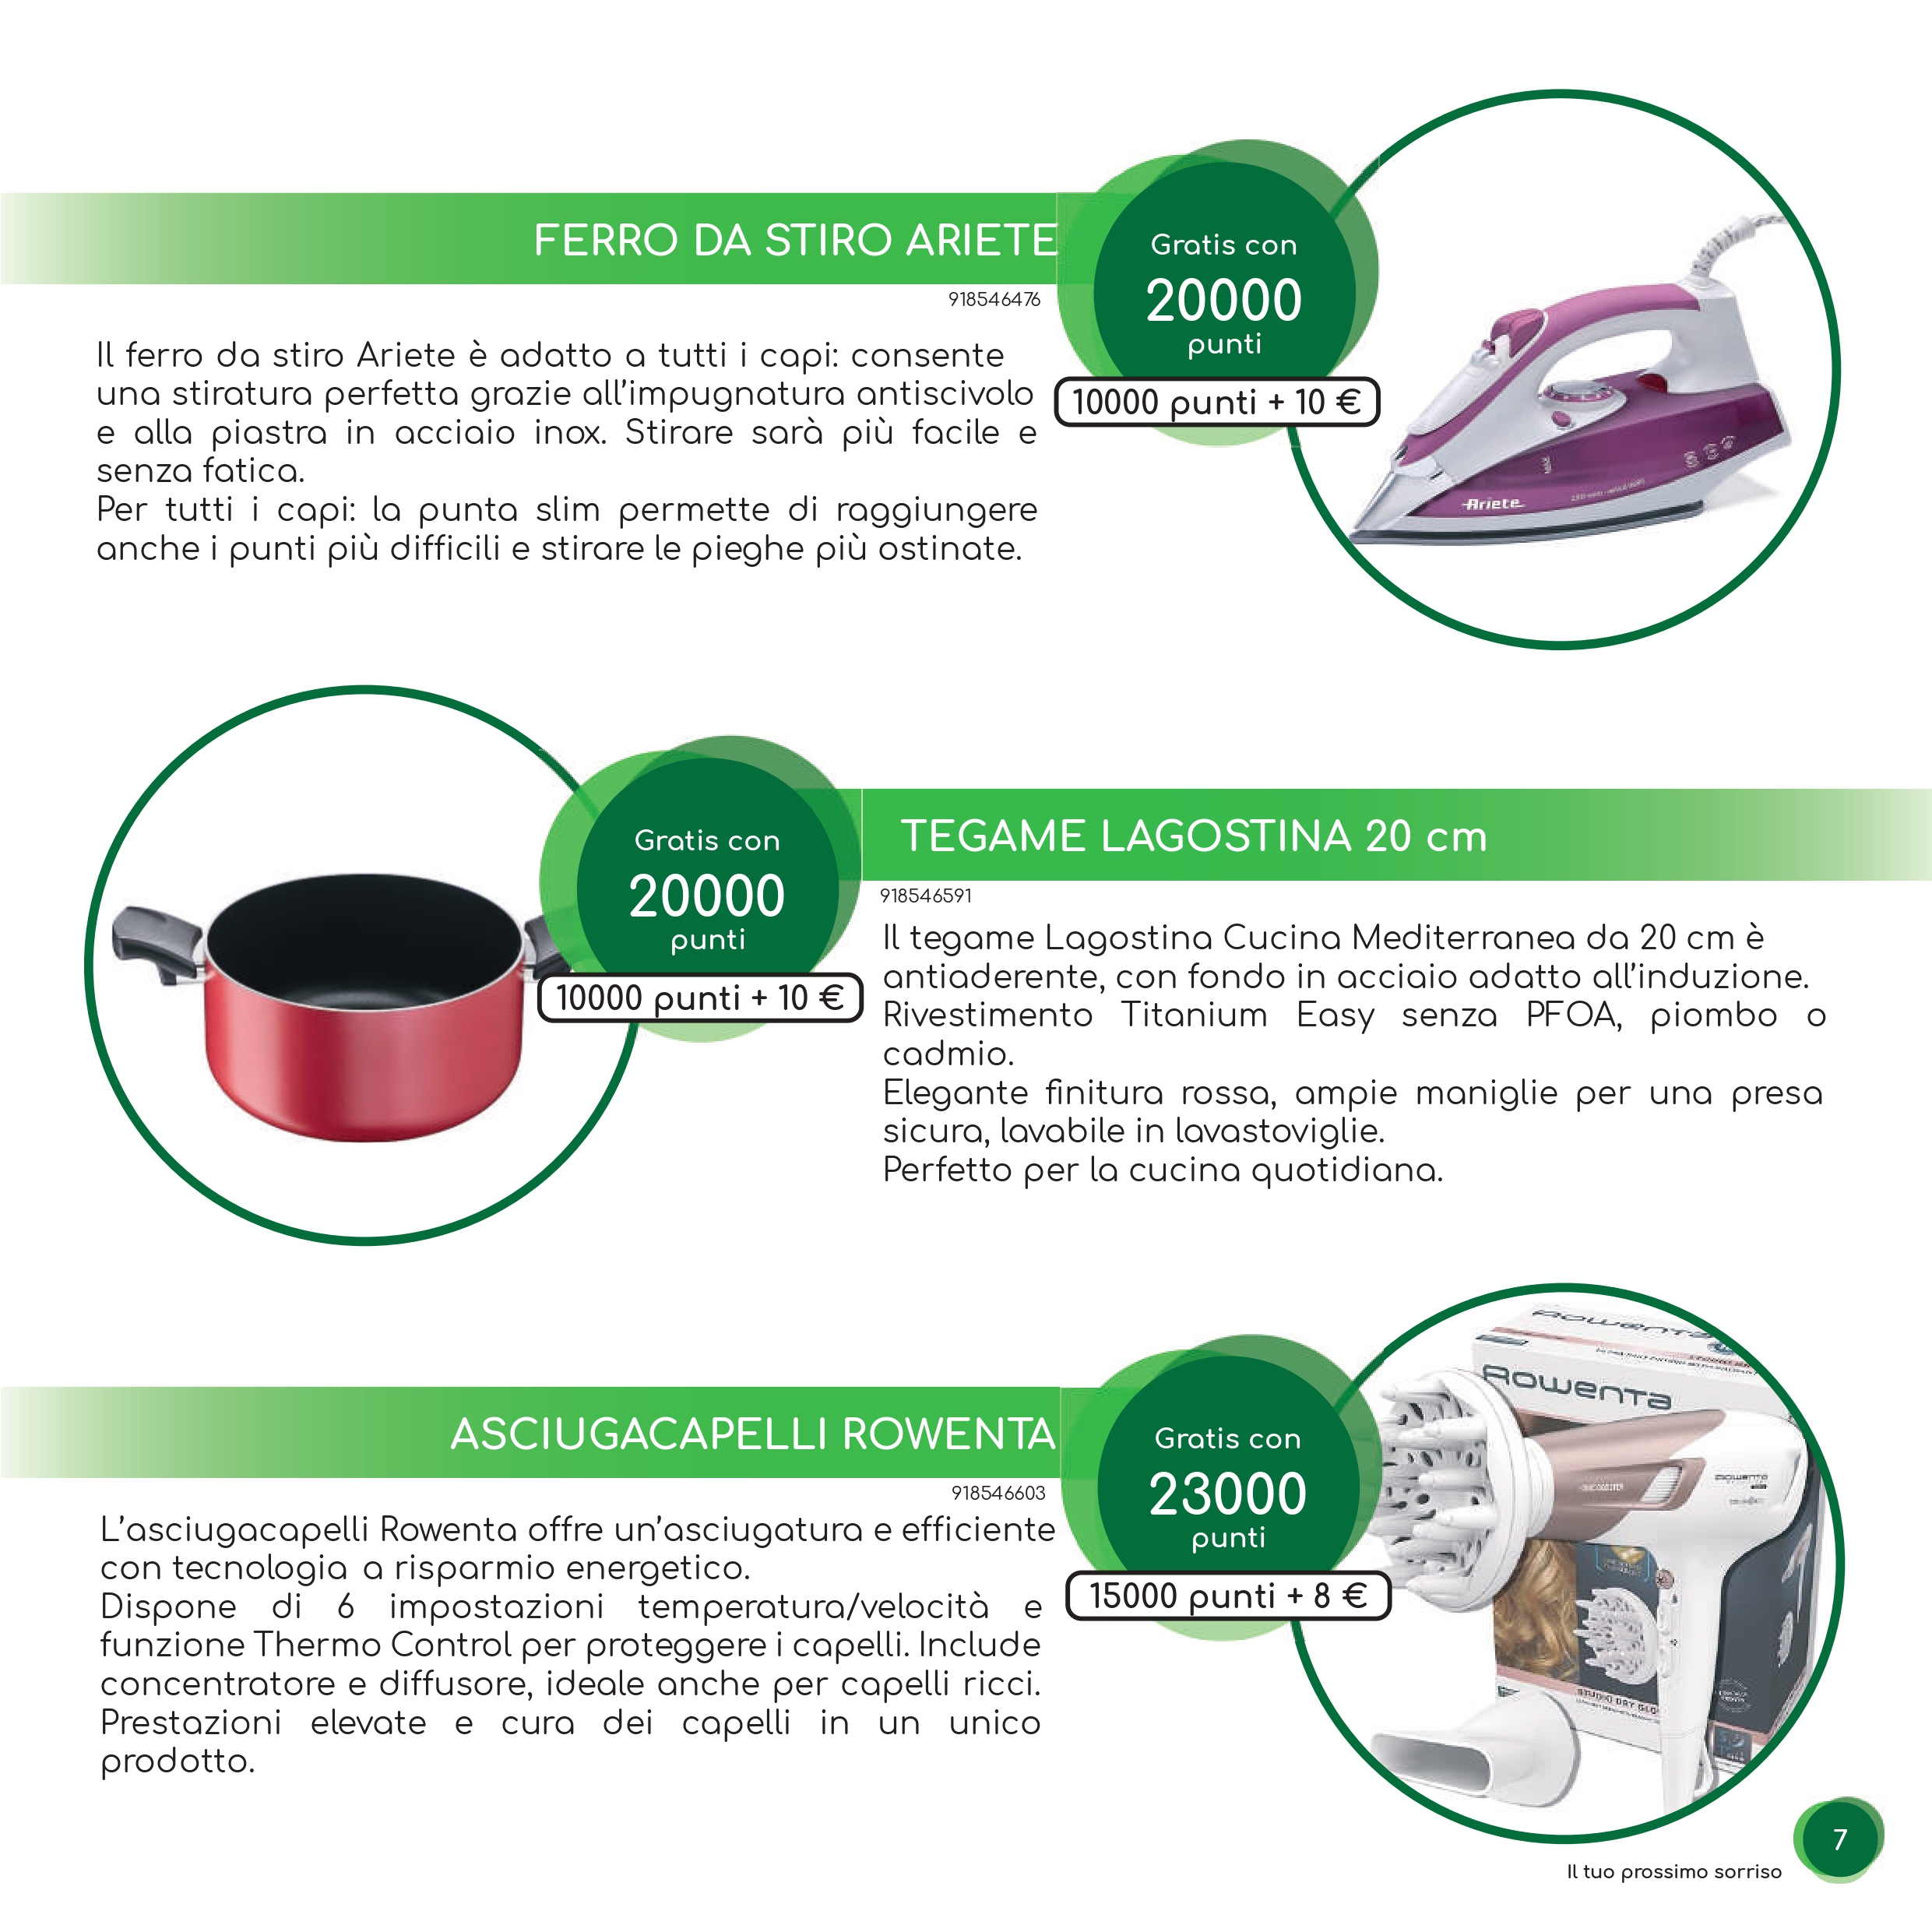 FERRO DA STIRO ARIETE
918546476
Gratis con
20000
punti
10000 punti + 10 €
Il ferro da stiro Ariete è adatto a tutti i capi: consente
una stiratura perfetta grazie all’impugnatura antiscivolo
e alla piastra in acciaio inox. Stirare sarà più facile e
senza fatica.
Per tutti i capi: la punta slim permette di raggiungere
anche i punti più difficili e stirare le pieghe più ostinate.
Ariete
Gratis con
20000
punti
10000 punti + 10 €
TEGAME LAGOSTINA 20 cm
918546591
Il tegame Lagostina Cucina Mediterranea da 20 cm è
antiaderente, con fondo in acciaio adatto all’induzione.
Rivestimento Titanium Easy senza PFOA, piombo o
cadmio.
Elegante finitura rossa, ampie maniglie per una presa
sicura, lavabile in lavastoviglie.
Perfetto per la cucina quotidiana.
ASCIUGACAPELLI ROWENTA
918546603
Gratis con
23000
punti
15000 punti + 8 €
L’asciugacapelli Rowenta offre un’asciugatura e efficiente
con tecnologia a risparmio energetico.
Dispone di 6 impostazioni temperatura/velocità e
funzione Thermo Control per proteggere i capelli. Include
concentratore e diffusore, ideale anche per capelli ricci.
Prestazioni elevate e cura dei capelli in un unico
prodotto.
Rowenta
Rowenta
Rowenta
STUDIO DRY
7
Il tuo prossimo sorriso